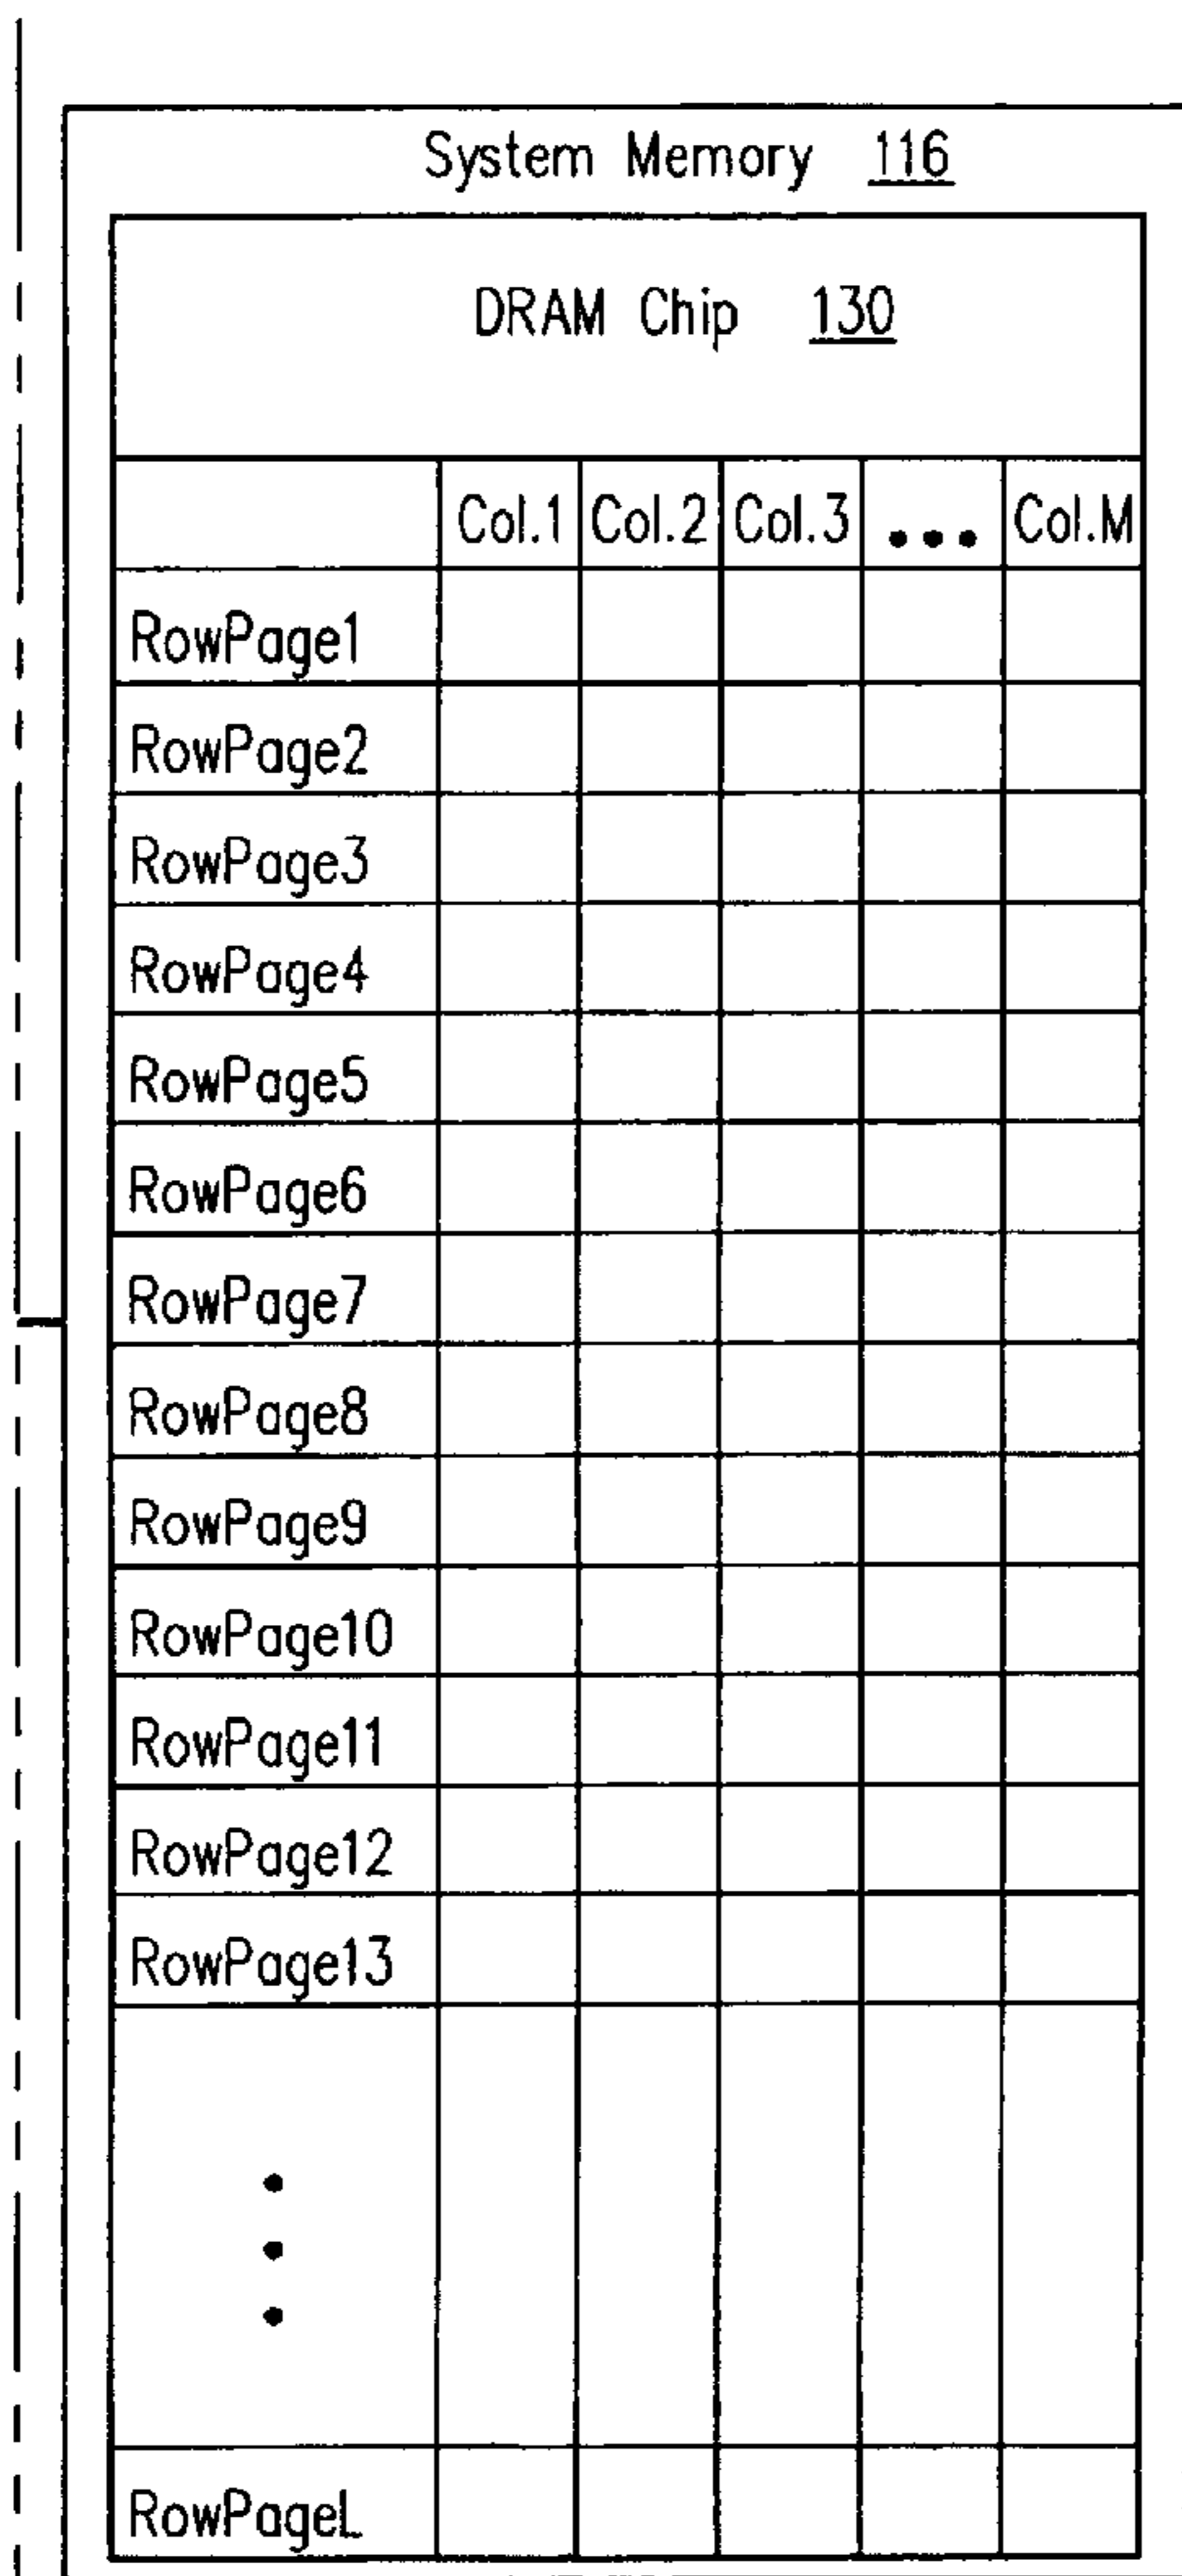 System Memory 116
DRAM Chip 130
Col.1 Col.2 Col.3 ... Col.M
RowPage1
RowPage2
RowPage3
RowPage4
RowPage5
RowPage6
RowPage7
RowPage8
RowPage9
RowPage10
RowPage11
RowPage12
RowPage13
RowPageL